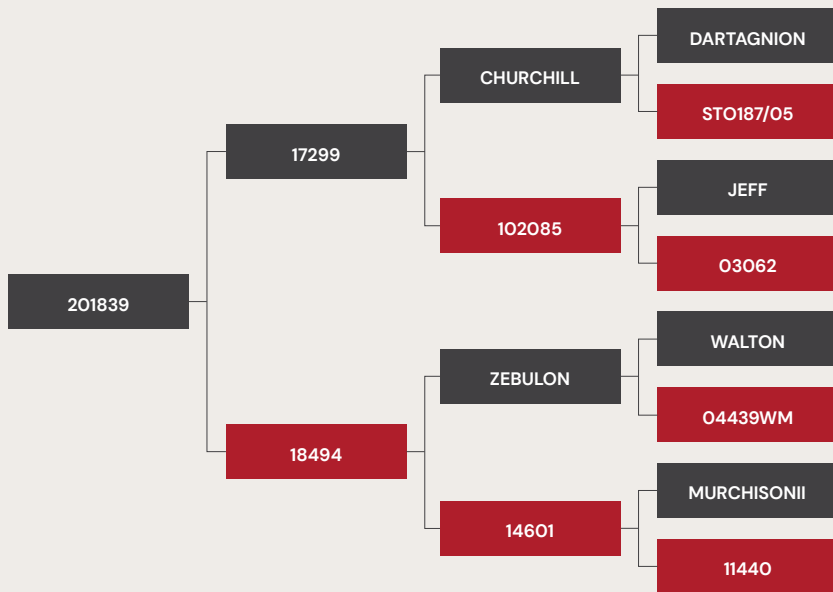 DARTAGNION
CHURCHILL
STO187/05
17299
JEFF
102085
03062
201839
WALTON
ZEBULON
04439WM
18494
MURCHISONII
14601
11440